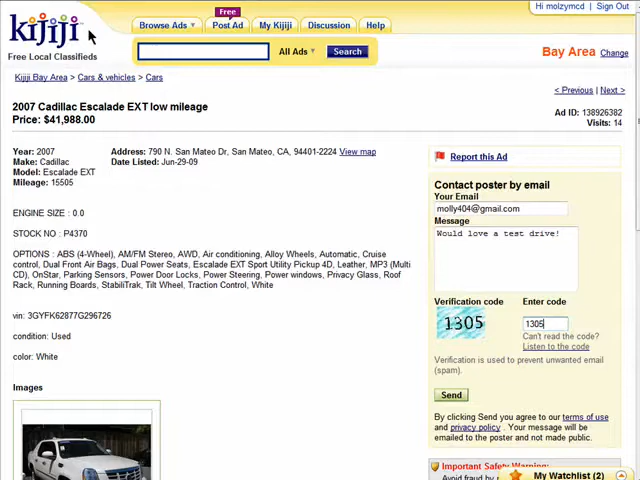 Hi molzymcd | Sign Out
kijiji
Free Local Classifieds
Free
Browse Ads
Post Ad
My Kijiji
Discussion
Help
All Ads
Search
Bay Area Change
Kijiji Bay Area > Cars & vehicles > Cars
< Previous | Next >
2007 Cadillac Escalade EXT low mileage
Price: $41,988.00
Ad ID: 138926382
Visits: 14
Year: 2007
Make: Cadillac
Model: Escalade EXT
Mileage: 15505
Address: 790 N. San Mateo Dr, San Mateo, CA, 94401-2224 View map
Date Listed: Jun-29-09
ENGINE SIZE : 0.0
STOCK NO : P4370
OPTIONS : ABS (4-Wheel), AM/FM Stereo, AWD, Air conditioning, Alloy Wheels, Automatic, Cruise
control, Dual Front Air Bags, Dual Power Seats, Escalade EXT Sport Utility Pickup 4D, Leather, MP3 (Multi
CD), OnStar, Parking Sensors, Power Door Locks, Power Steering, Power windows, Privacy Glass, Roof
Rack, Running Boards, StabiliTrak, Tilt Wheel, Traction Control, White
vin: 3GYFK62877G296726
condition: Used
color: White
Images
Report this Ad
Contact poster by email
Your Email
molly404@gmail.com
Message
Would love a test drive!
Verification code
Enter code
1305
1305
Can't read the code?
Listen to the code
Verification is used to prevent unwanted email
(spam).
Send
By clicking Send you agree to our terms of use
and privacy policy . Your message will be
emailed to the poster and not made public.
Important Safety Warning:
Avoid fraud by
My Watchlist (2)